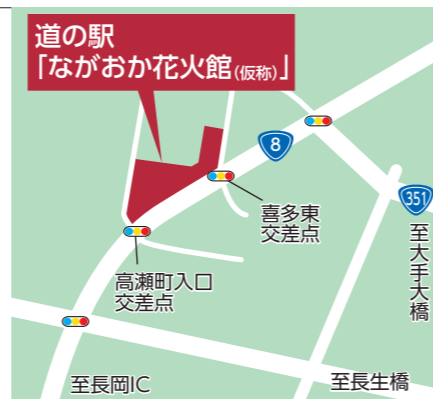 道の駅
「ながおか花火館(仮称)」
8
351
喜多東
交差点
至大手大橋
高瀬町入口
交差点
至長岡IC
至長生橋